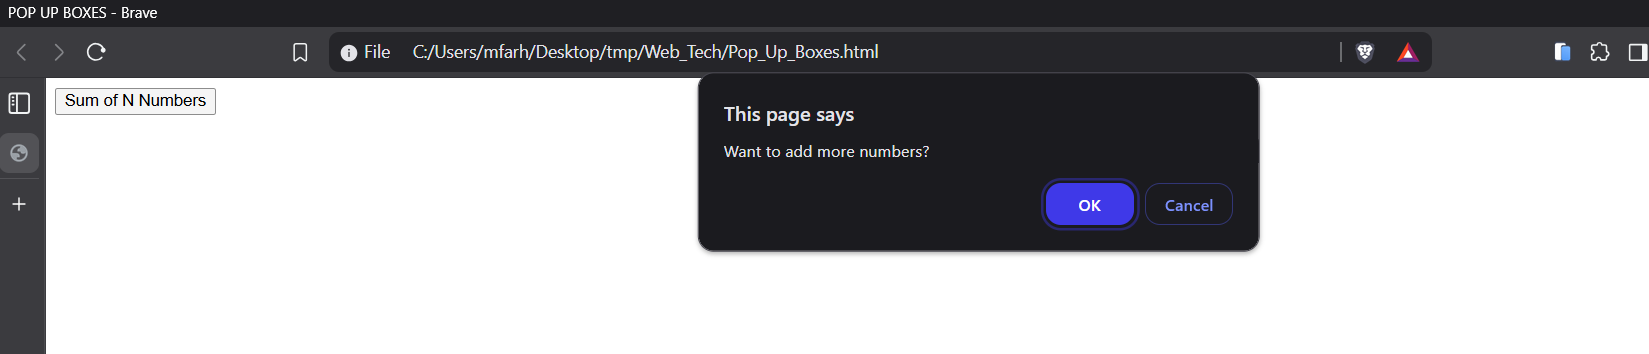 POP UP BOXES - Brave
File C:/Users/mfarh/Desktop/tmp/Web_Tech/Pop_Up_Boxes.html
Sum of N Numbers
This page says
Want to add more numbers?
OK Cancel